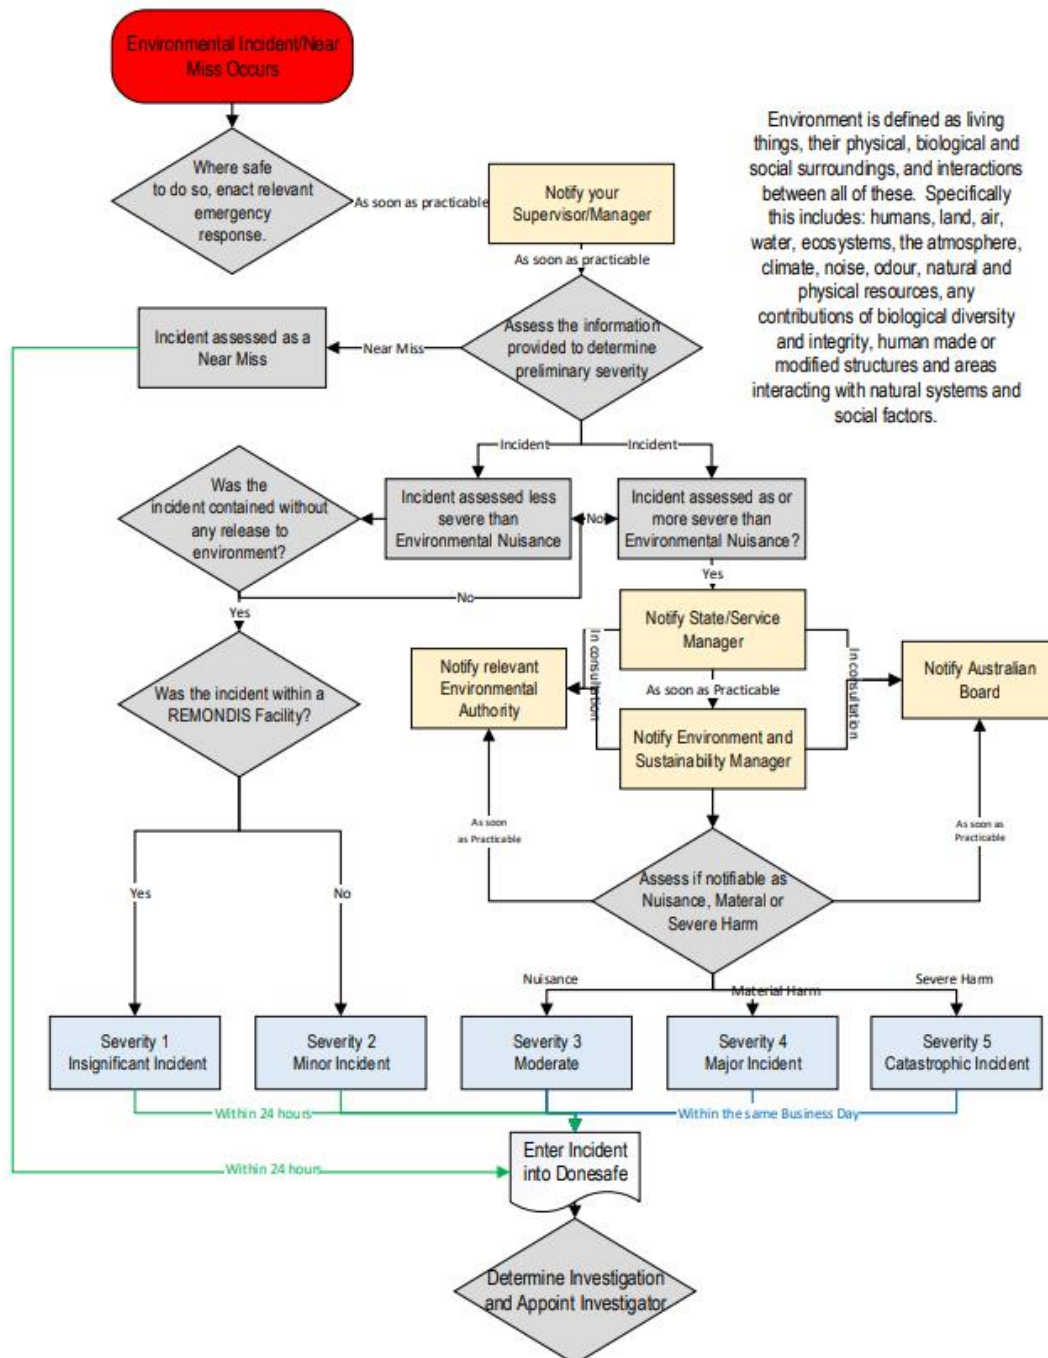 Environmental Incident/Near
Miss Occurs
Environment is defined as living
things, their physical, biological and
social surroundings, and interactions
between all of these. Specifically
this includes: humans, land, air,
water, ecosystems, the atmosphere,
climate, noise, odour, natural and
physical resources, any
contributions of biological diversity
and integrity, human made or
modified structures and areas
interacting with natural systems and
social factors.
Where safe
to do so, enact relevant
emergency
response.
As soon as practicable
Notify your
Supervisor/Manager
As soon as practicable
Assess the information
provided to determine
preliminary severity
Near Miss
Incident assessed as a
Near Miss
Incident
Incident
Was the
incident contained without
any release to
environment?
Incident assessed less
severe than
Environmental Nuisance
No
Incident assessed as or
more severe than
Environmental Nuisance?
Yes
No
Yes
Notify State/Service
Manager
In consultation
In consultation
Notify relevant
Environmental
Authority
As soon as Practicable
Notify Australian
Board
Was the incident within a
REMONDIS Facility?
Notify Environment and
Sustainability Manager
As soon
as Practicable
As soon as
Practicable
Assess if notifiable as
Nuisance, Materal or
Severe Harm
Yes
No
Nuisance
Material Harm
Severe Harm
Severity 1
Insignificant Incident
Severity 2
Minor Incident
Severity 3
Moderate
Severity 4
Major Incident
Severity 5
Catastrophic Incident
Within 24 hours
Within the same Business Day
Within 24 hours
Enter Incident
into Donesafe
Determine Investigation
and Appoint Investigator